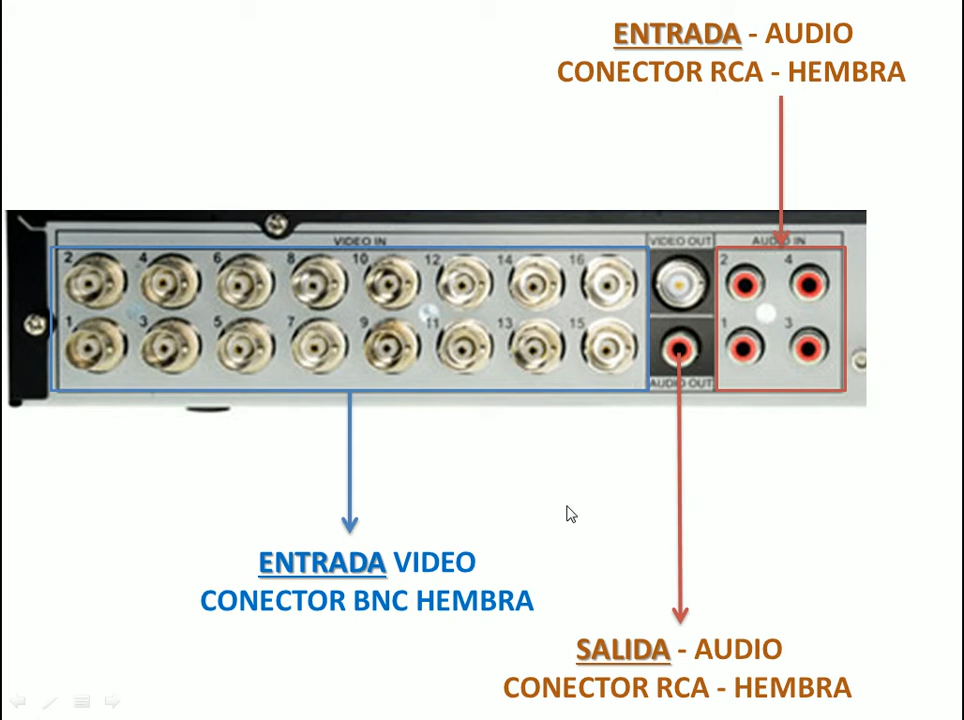 ENTRADA - AUDIO
CONECTOR RCA - HEMBRA
VIDEO IN
VIDEO OUT
AUDIO IN
2 4 6 8 10 12 14 16
2 4
1 3 5 7 9 11 13 15
1 3
AUDIO OUT
ENTRADA VIDEO
CONECTOR BNC HEMBRA
SALIDA - AUDIO
CONECTOR RCA - HEMBRA